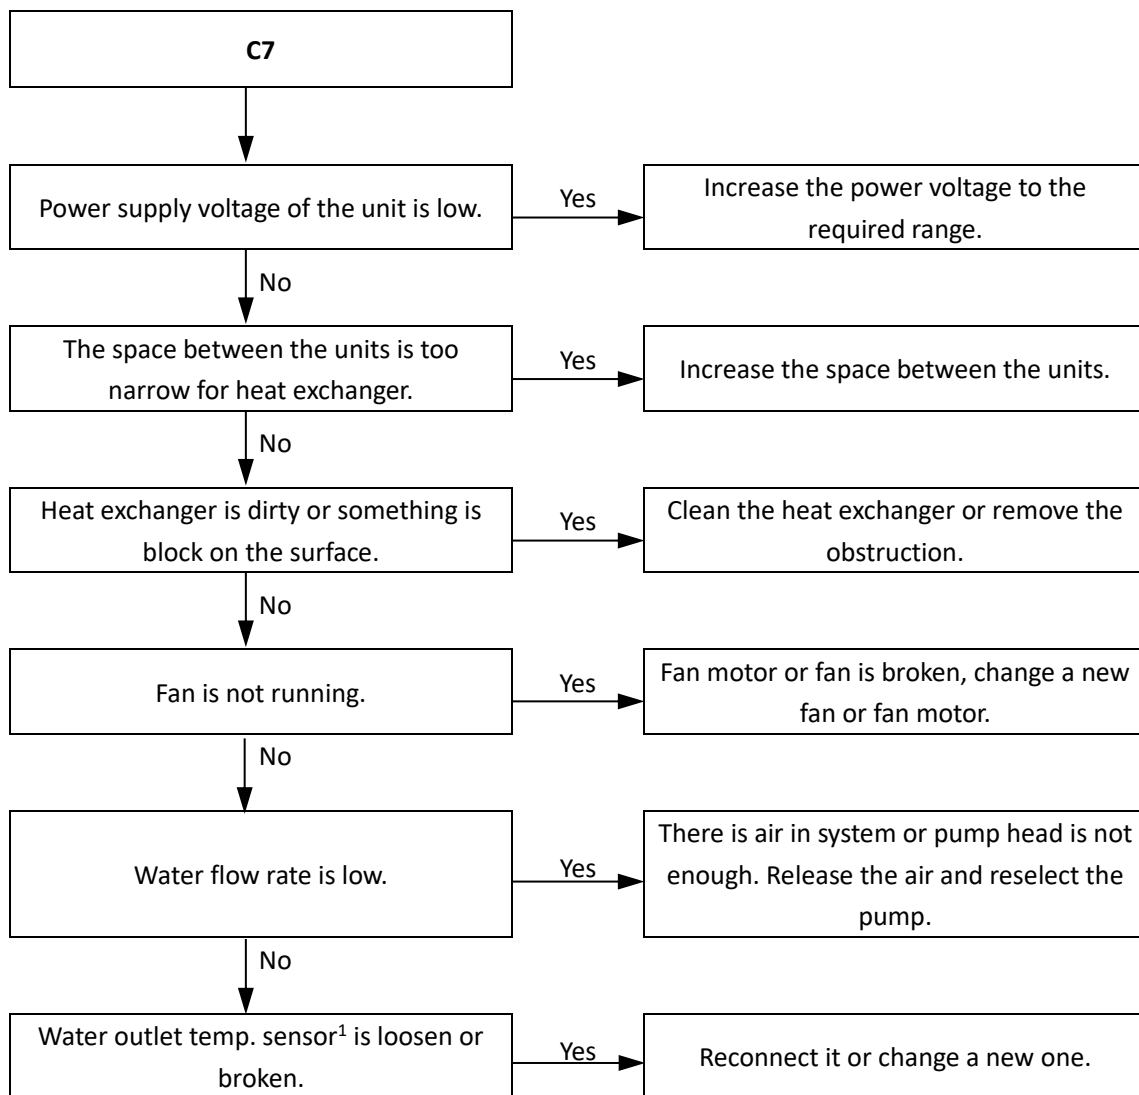 C7
Power supply voltage of the unit is low.
Yes
Increase the power voltage to the
required range.
No
The space between the units is too
narrow for heat exchanger.
Yes
Increase the space between the units.
No
Heat exchanger is dirty or something is
block on the surface.
Yes
Clean the heat exchanger or remove the
obstruction.
No
Fan is not running.
Yes
Fan motor or fan is broken, change a new
fan or fan motor.
No
Water flow rate is low.
Yes
There is air in system or pump head is not
enough. Release the air and reselect the
pump.
No
Water outlet temp. sensor¹ is loosen or
broken.
Yes
Reconnect it or change a new one.